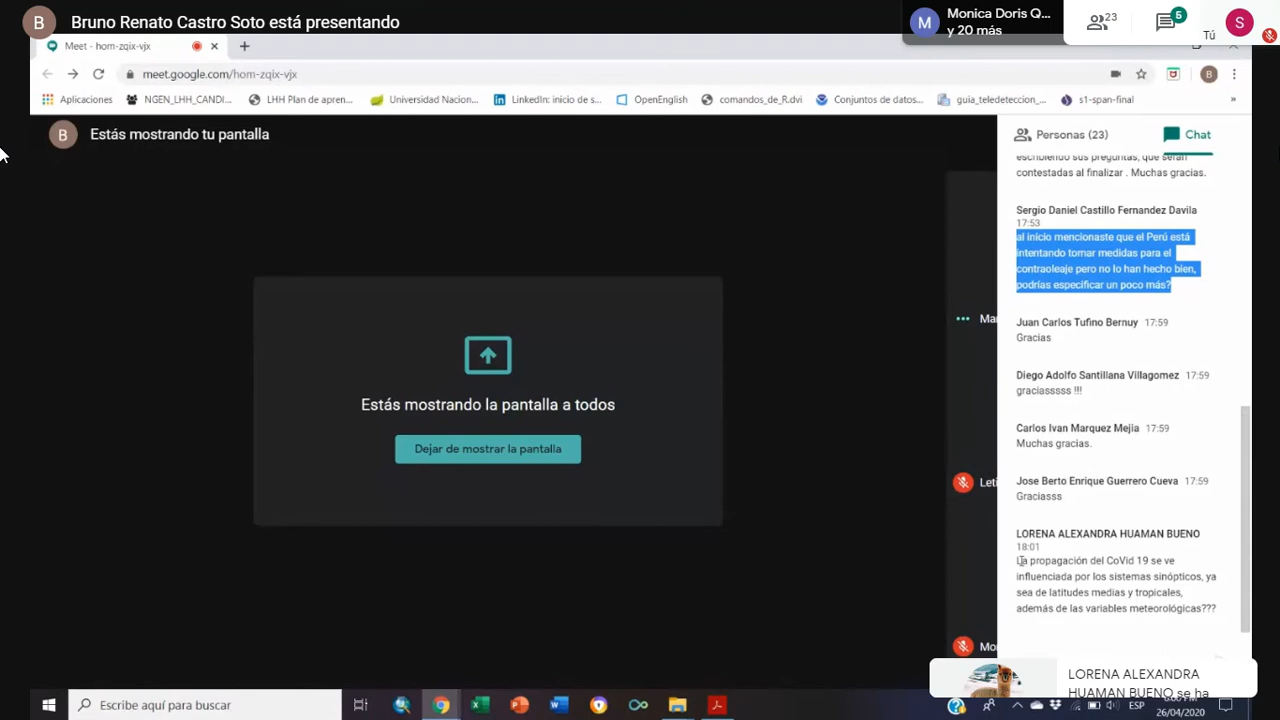 B Bruno Renato Castro Soto está presentando
M Monica Doris Q...
y 20 más
23
5
Tú
S
Meet - hom-zqix-vjx
meet.google.com/hom-zqix-vjx
B
Aplicaciones NGEN_LHH_CANDI... LHH Plan de apren... Universidad Nacion... LinkedIn: inicio de s... OpenEnglish comandos_R.dvi Conjuntos de datos... guia_teledeteccion_... s1-span-final »
B Estás mostrando tu pantalla
Personas (23) Chat
escribiendo sus preguntas, que serán
contestadas al finalizar . Muchas gracias.
Sergio Daniel Castillo Fernandez Davila
17:53
al inicio mencionaste que el Perú está
intentando tomar medidas para el
contraoleaje pero no lo han hecho bien,
podrías especificar un poco más?
Juan Carlos Tufino Bernuy 17:59
Gracias
Diego Adolfo Santillana Villagomez 17:59
graciasssss !!!
Carlos Ivan Marquez Mejia 17:59
Muchas gracias.
Jose Berto Enrique Guerrero Cueva 17:59
Graciasss
LORENA ALEXANDRA HUAMAN BUENO
18:01
La propagación del CoVid 19 se ve
influenciada por los sistemas sinópticos, ya
sea de latitudes medias y tropicales,
además de las variables meteorológicas???
Estás mostrando la pantalla a todos
Dejar de mostrar la pantalla
Mar
Leti
Mo
LORENA ALEXANDRA
HUAMAN BUENO se ha
Escribe aquí para buscar
ESP
26/04/2020